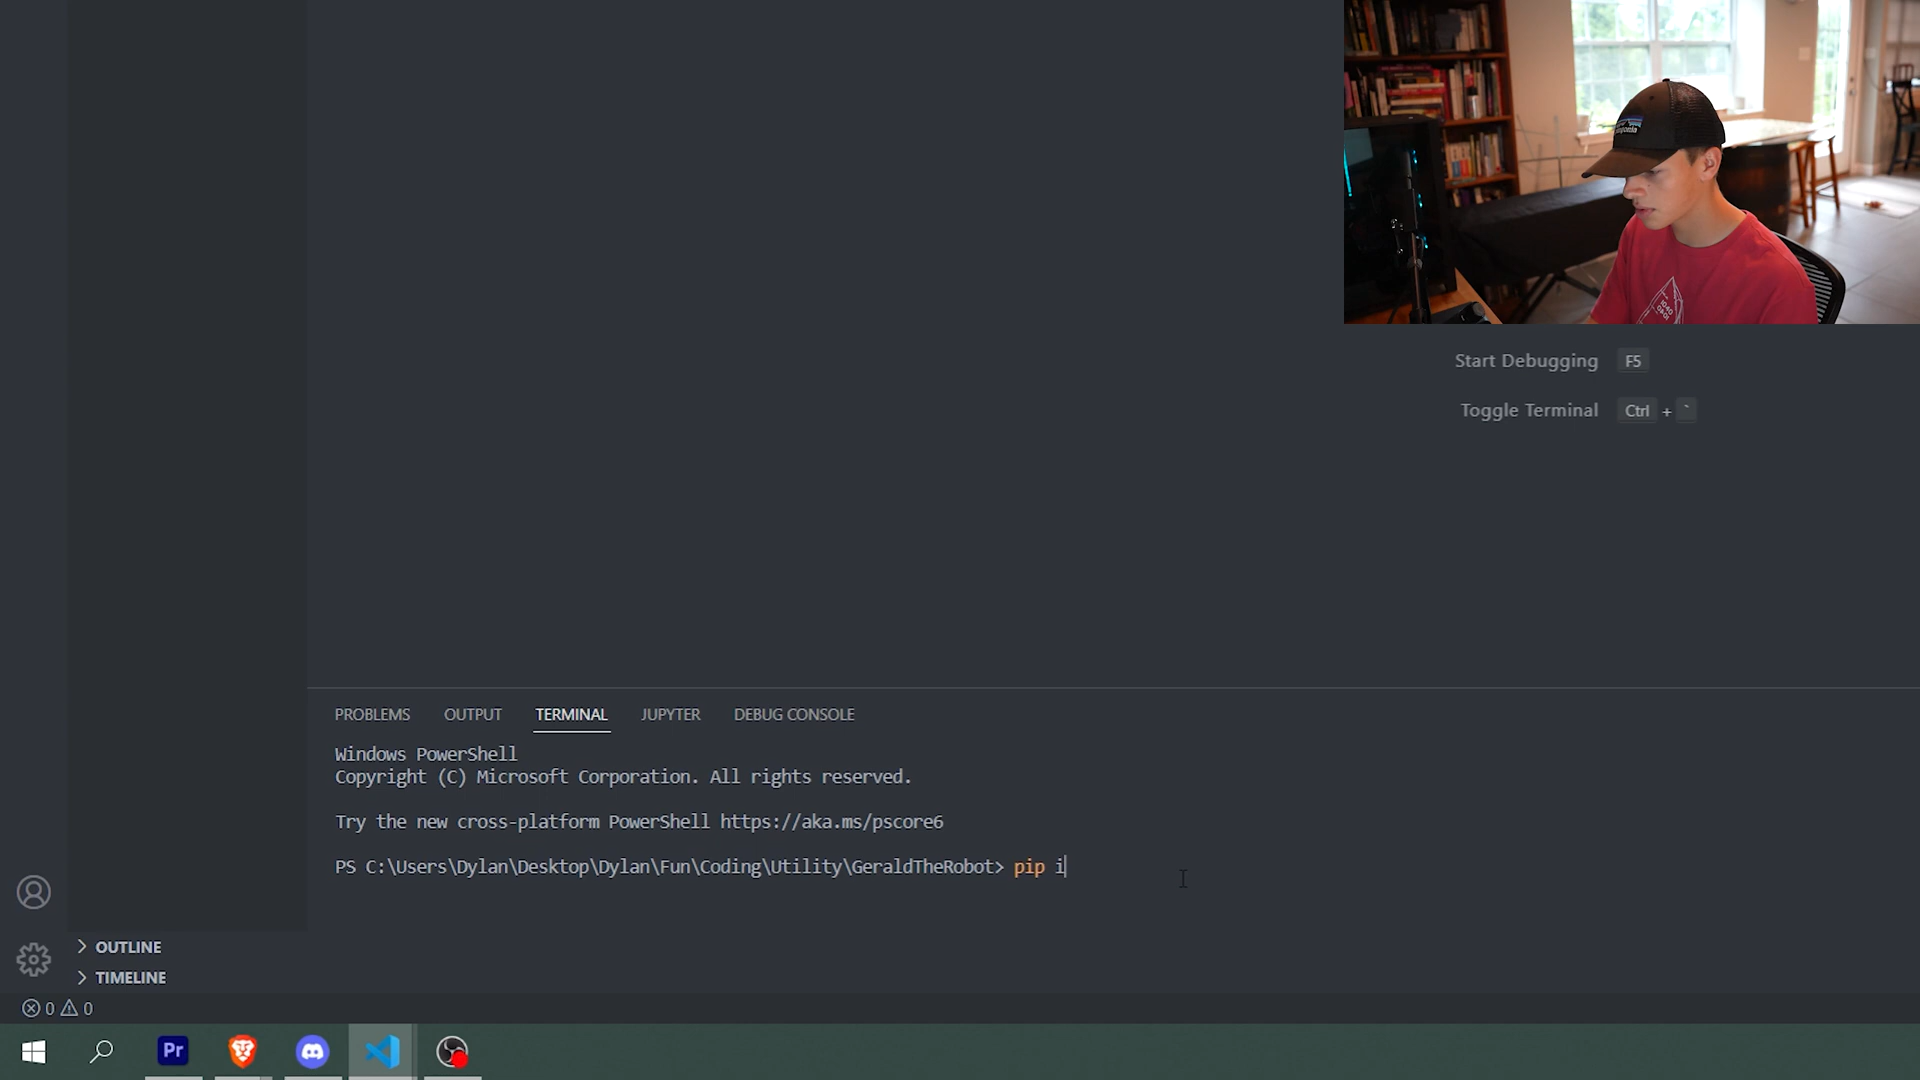 Start Debugging F5
Toggle Terminal Ctrl + `
PROBLEMS OUTPUT TERMINAL JUPYTER DEBUG CONSOLE
Windows PowerShell
Copyright (C) Microsoft Corporation. All rights reserved.
Try the new cross-platform PowerShell https://aka.ms/pscore6
PS C:\Users\Dylan\Desktop\Dylan\Fun\Coding\Utility\GeraldTheRobot> pip i
OUTLINE
TIMELINE
0 0
Pr